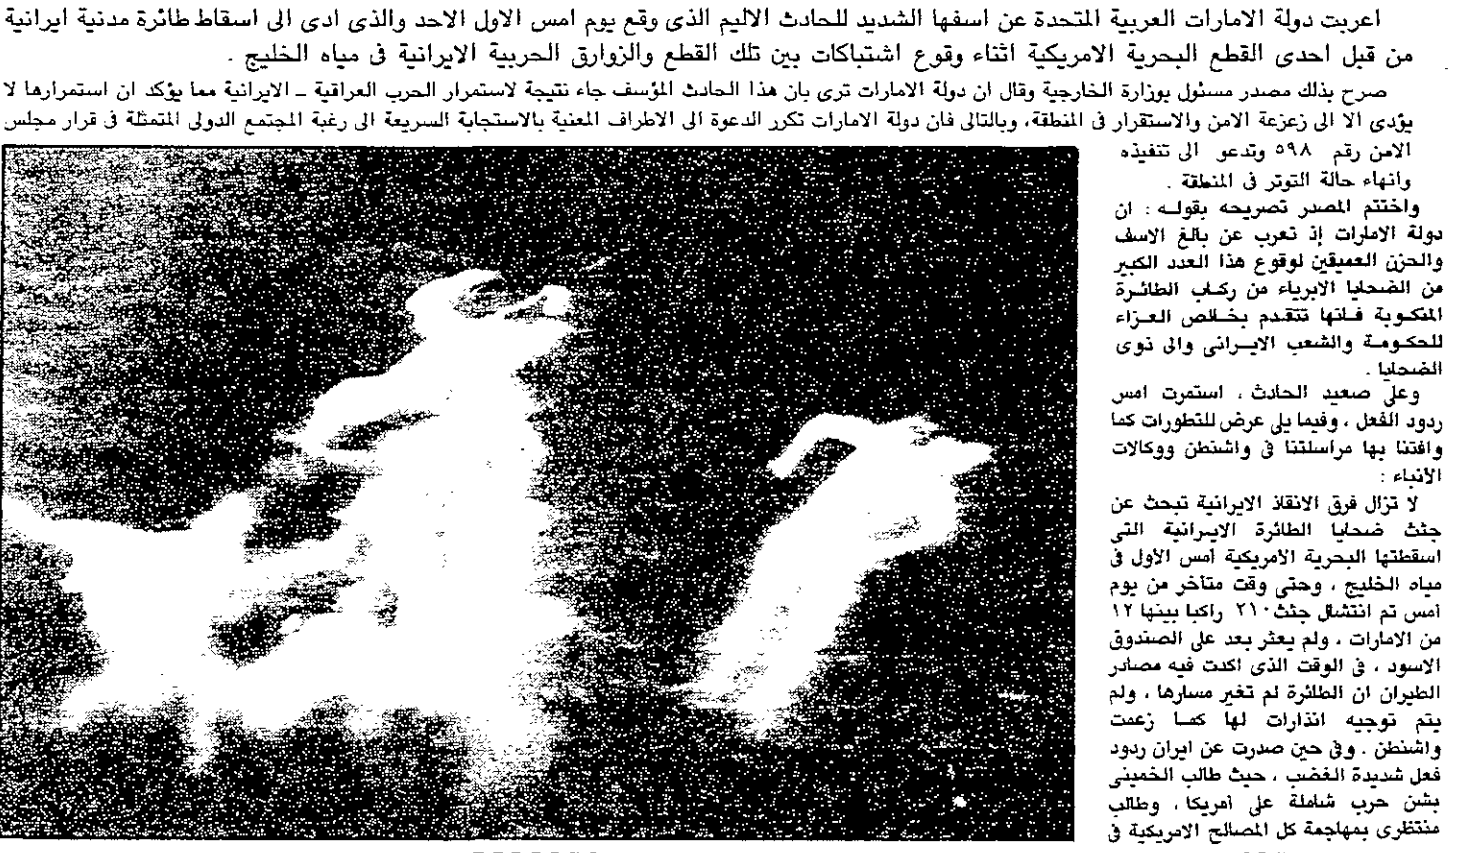 اعربت دولة الامارات العربية المتحدة عن اسفها الشديد للحادث الاليم الذى وقع يوم امس الاول الاحد والذى ادى الى اسقاط طائرة مدنية ايرانية
من قبل احدى القطع البحرية الامريكية اثناء وقوع اشتباكات بين تلك القطع والزوارق الحربية الايرانية فى مياه الخليج .
صرح بذلك مصدر مسئول بوزارة الخارجية وقال ان دولة الامارات ترى بان هذا الحادث المؤسف جاء نتيجة لاستمرار الحرب العراقية ــ الايرانية مما يؤكد ان استمرارها لا
يؤدى الا الى زعزعة الامن والاستقرار فى المنطقة، وبالتالى فان دولة الامارات تكرر الدعوة الى الاطراف المعنية بالاستجابة السريعة الى رغبة المجتمع الدولى المتمثلة فى قرار مجلس
الامن رقم ٥٩٨ وتدعو الى تنفيذه
وانهاء حالة التوتر فى المنطقة .
واختتم المصدر تصريحه بقوله : ان
دولة الامارات إذ تعرب عن بالغ الاسف
والحزن العميقين لوقوع هذا العدد الكبير
من الضحايا الابرياء من ركاب الطائرة
المنكوبة فانها تتقدم بخالص العزاء
للحكومة والشعب الايرانى والى ذوى
الضحايا .
وعلى صعيد الحادث ، استمرت امس
ردود الفعل ، وفيما يلى عرض للتطورات كما
وافتنا بها مراسلتنا فى واشنطن ووكالات
الانباء :
لا تزال فرق الانقاذ الايرانية تبحث عن
جثث ضحايا الطائرة الايرانية التى
اسقطتها البحرية الامريكية أمس الأول فى
مياه الخليج ، وحتى وقت متأخر من يوم
أمس تم انتشال جثث ٢١٠ راكبا بينها ١٢
من الامارات ، ولم يعثر بعد على الصندوق
الاسود ، فى الوقت الذى اكدت فيه مصادر
الطيران ان الطائرة لم تغير مسارها ، ولم
يتم توجيه انذارات لها كما زعمت
واشنطن . وفى حين صدرت عن ايران ردود
فعل شديدة الغضب ، حيث طالب الخمينى
بشن حرب شاملة على أمريكا ، وطالب
منتظرى بمهاجمة كل المصالح الامريكية فى